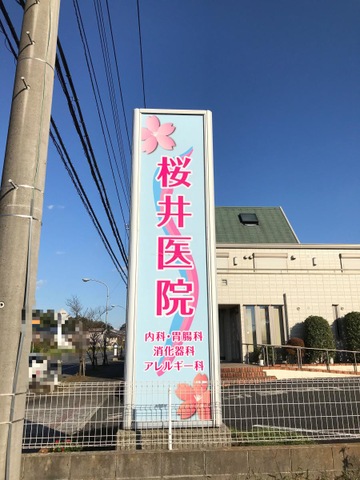 桜井医院
内科・胃腸科
消化器科
アレルギー科